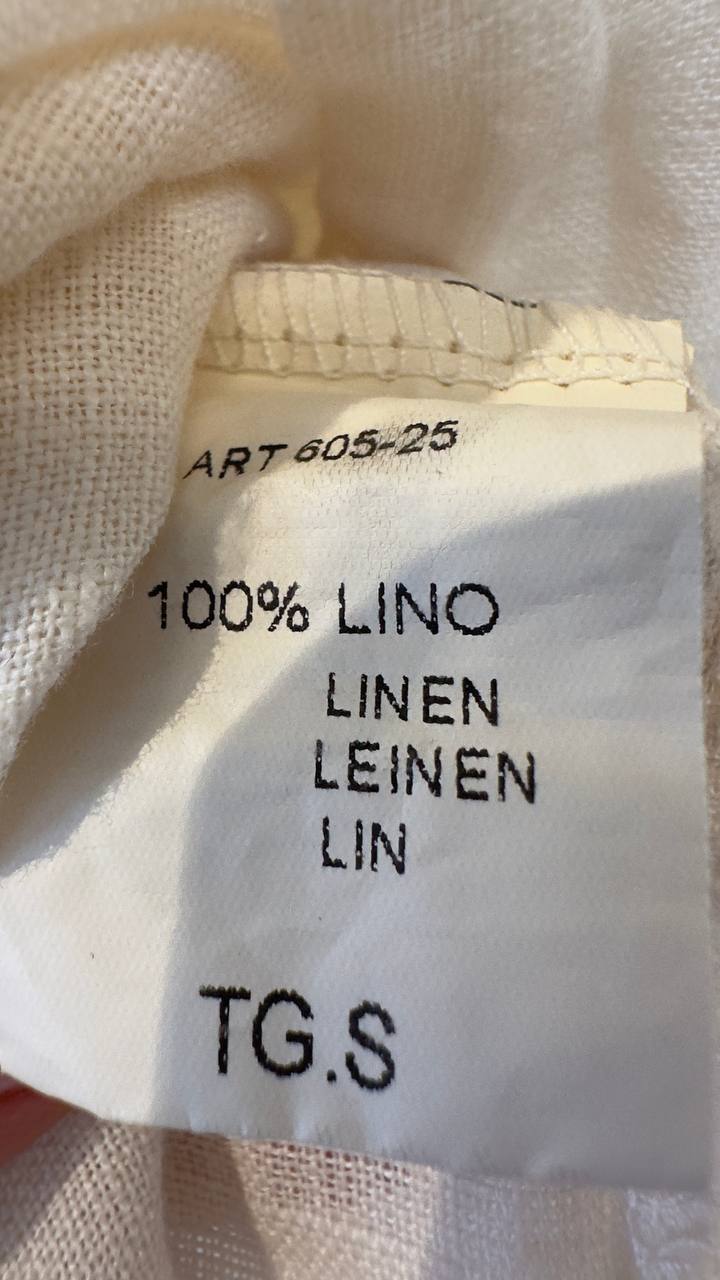 ART 605-25
100% LINO
LINEN
LEINEN
LIN
TG.S